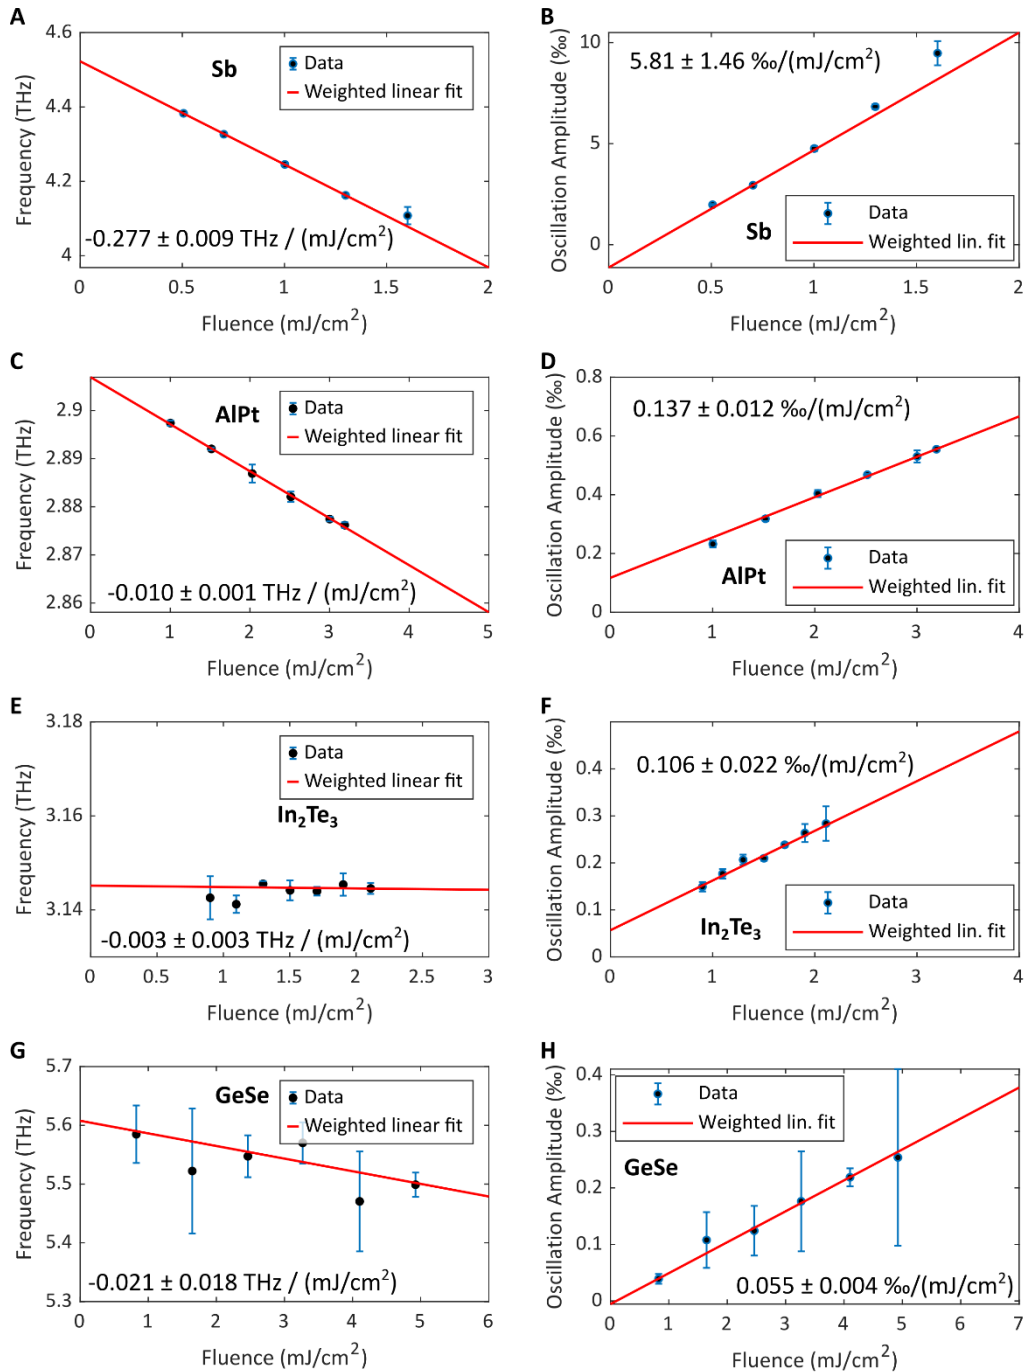 A
Frequency (THz)
4.6
4.4
4.2
4
Sb
Data
Weighted linear fit
-0.277 ± 0.009 THz / (mJ/cm²)
0 0.5 1 1.5 2
Fluence (mJ/cm²)
B
Oscillation Amplitude (‰)
10
5
0
5.81 ± 1.46 ‰/(mJ/cm²)
Sb
Data
Weighted lin. fit
0 0.5 1 1.5 2
Fluence (mJ/cm²)
C
Frequency (THz)
2.9
2.89
2.88
2.87
2.86
AlPt
Data
Weighted linear fit
-0.010 ± 0.001 THz / (mJ/cm²)
0 1 2 3 4 5
Fluence (mJ/cm²)
D
Oscillation Amplitude (‰)
0.8
0.6
0.4
0.2
0
0.137 ± 0.012 ‰/(mJ/cm²)
AlPt
Data
Weighted lin. fit
0 1 2 3 4
Fluence (mJ/cm²)
E
Frequency (THz)
3.18
3.16
3.14
Data
Weighted linear fit
In₂Te₃
-0.003 ± 0.003 THz / (mJ/cm²)
0 0.5 1 1.5 2 2.5 3
Fluence (mJ/cm²)
F
Oscillation Amplitude (‰)
0.4
0.3
0.2
0.1
0
0.106 ± 0.022 ‰/(mJ/cm²)
Data
Weighted lin. fit
In₂Te₃
0 1 2 3 4
Fluence (mJ/cm²)
G
Frequency (THz)
5.7
5.6
5.5
5.4
5.3
GeSe
Data
Weighted linear fit
-0.021 ± 0.018 THz / (mJ/cm²)
0 1 2 3 4 5 6
Fluence (mJ/cm²)
H
Oscillation Amplitude (‰)
0.4
0.3
0.2
0.1
0
Data
Weighted lin. fit
GeSe
0.055 ± 0.004 ‰/(mJ/cm²)
0 1 2 3 4 5 6 7
Fluence (mJ/cm²)